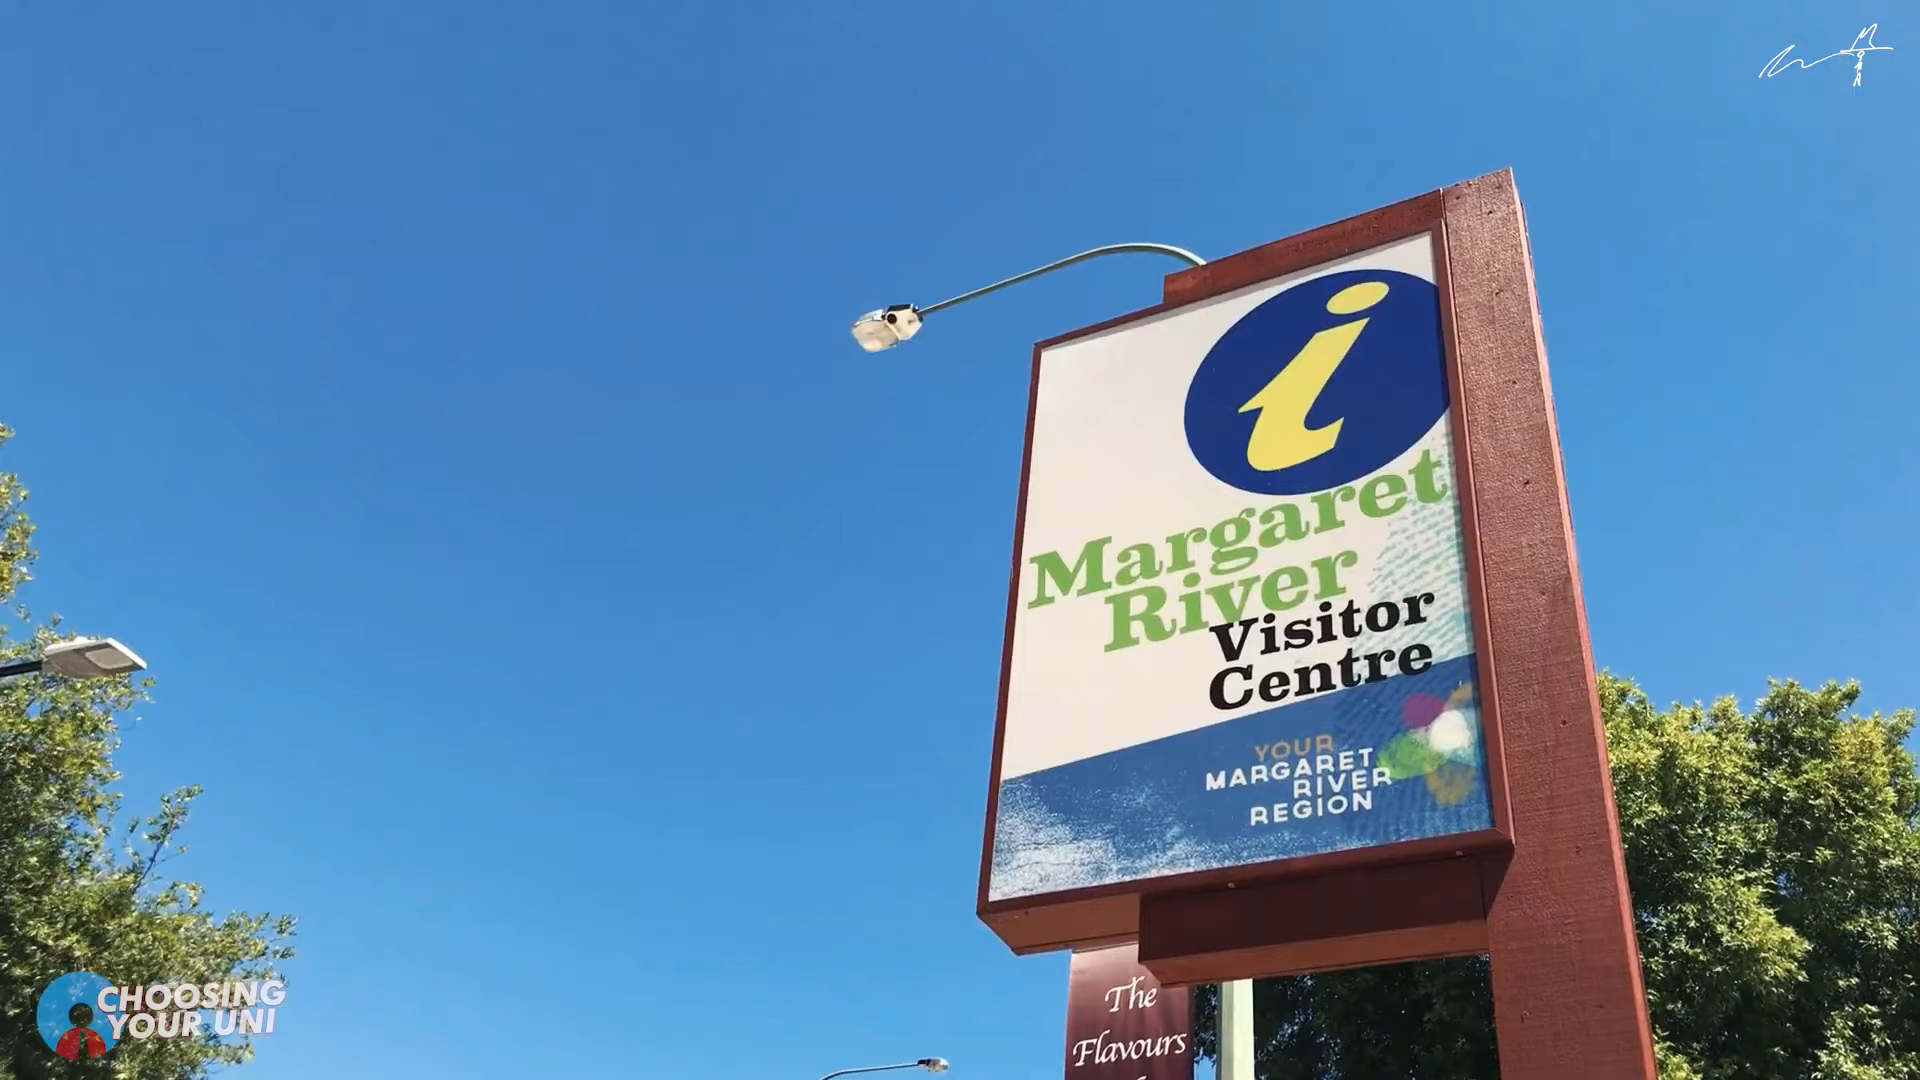 i
Margaret
River
Visitor
Centre
YOUR
MARGARET
RIVER
REGION
The
Flavours
CHOOSING
YOUR UNI